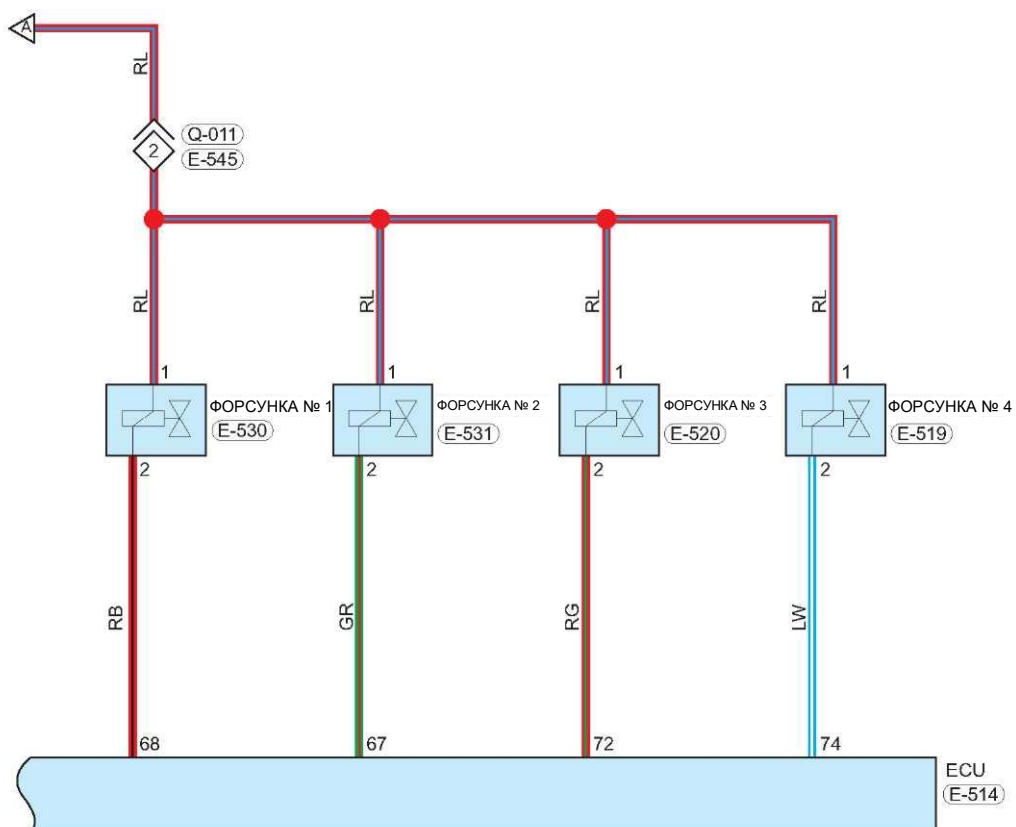 A
RL
Q-011
2
E-545
RL
RL
RL
RL
1
1
1
1
ФОРСУНКА № 1
ФОРСУНКА № 2
ФОРСУНКА № 3
ФОРСУНКА № 4
E-530
E-531
E-520
E-519
2
2
2
2
RB
GR
RG
LW
68
67
72
74
ECU
E-514